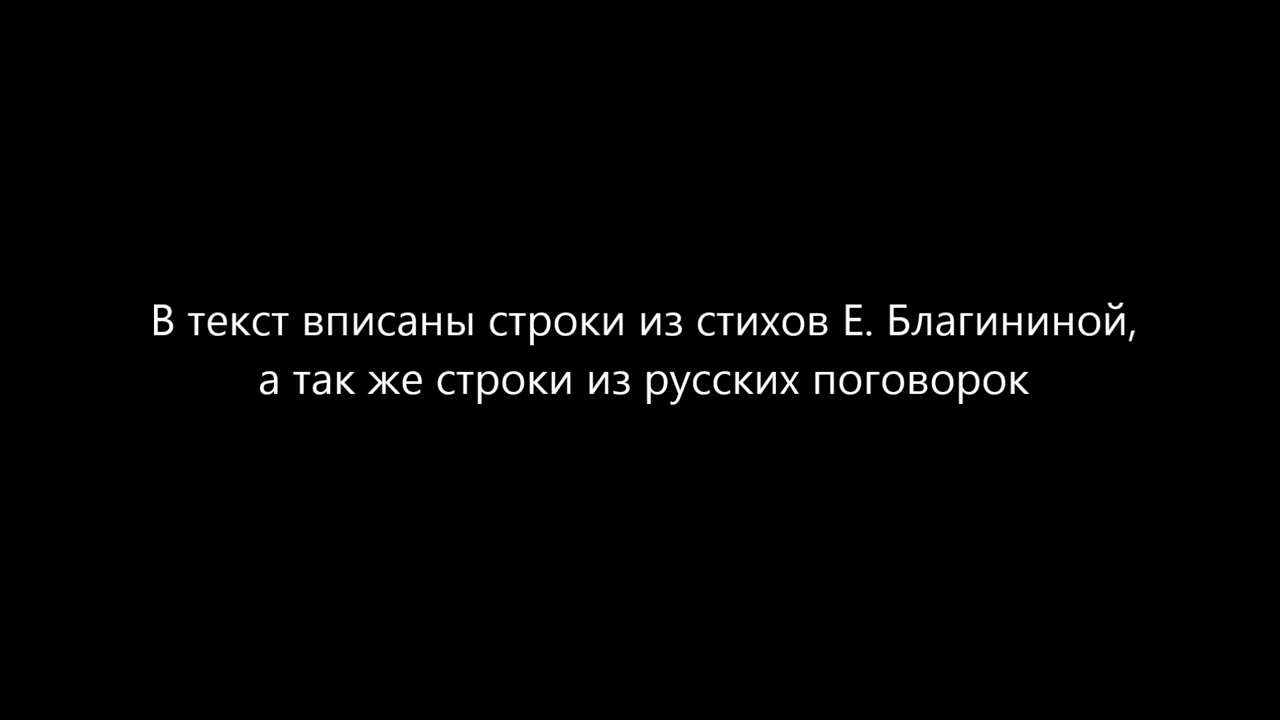 В текст вписаны строки из стихов Е. Благининой,
а так же строки из русских поговорок